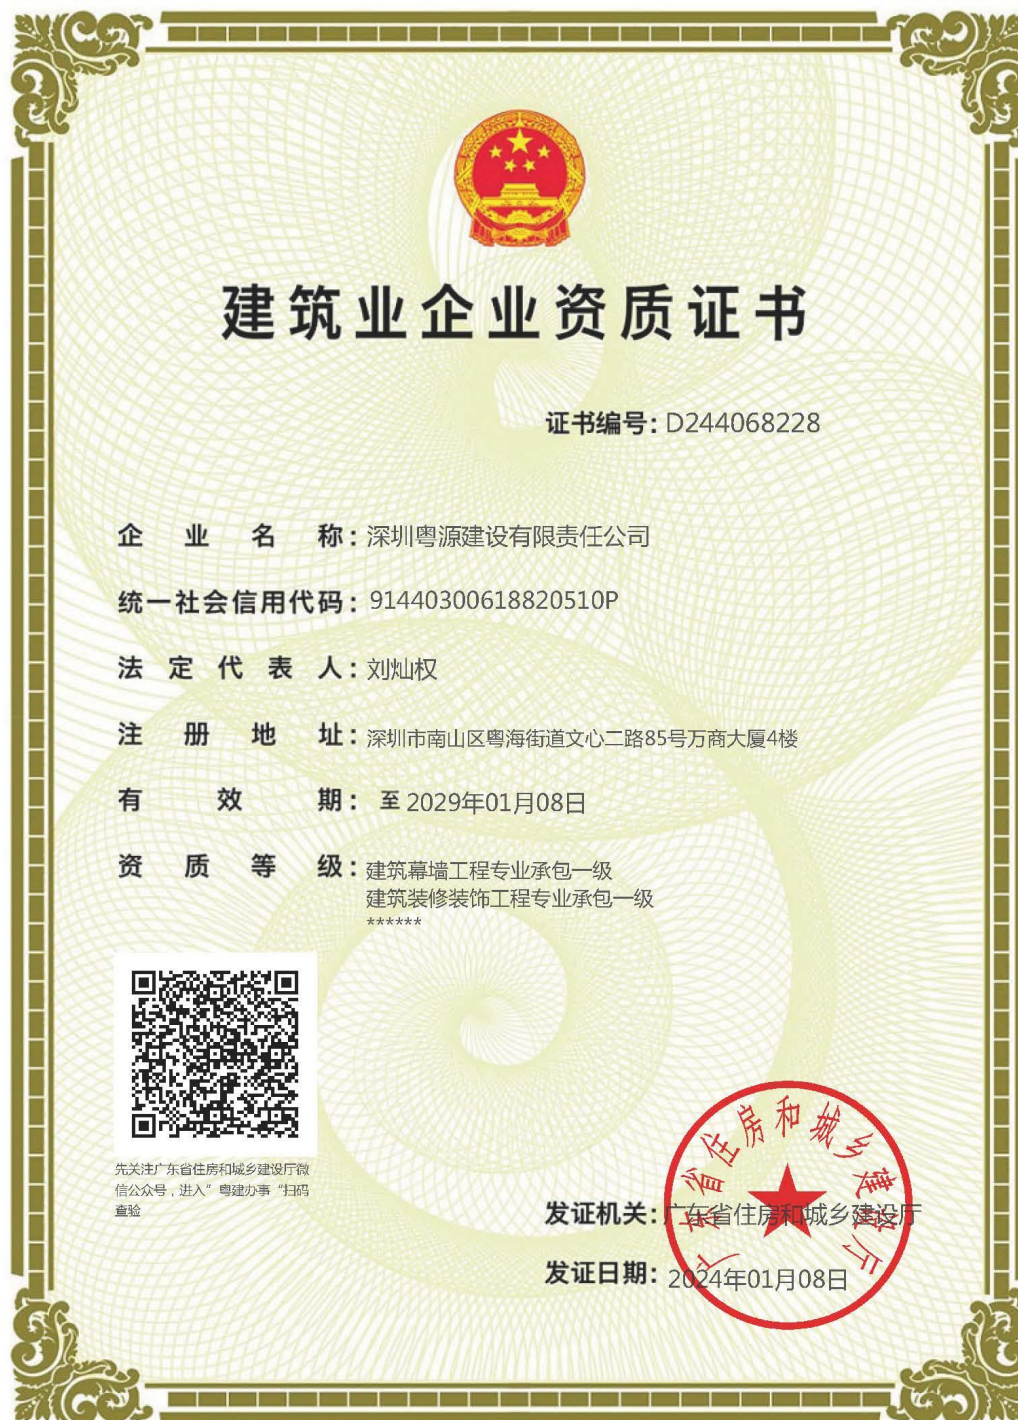 建筑业企业资质证书
证书编号: D244068228
企业名称: 深圳粤源建设有限责任公司
统一社会信用代码: 91440300618820510P
法定代表人: 刘灿权
注册地址: 深圳市南山区粤海街道文心二路85号万商大厦4楼
有效期: 至 2029年01月08日
资质等级: 建筑幕墙工程专业承包一级
建筑装修装饰工程专业承包一级
******
先关注广东省住房和城乡建设厅微
信公众号，进入”粤建办事“扫码
查验
广东省住房和城乡建设厅
发证机关: 广东省住房和城乡建设厅
发证日期: 2024年01月08日